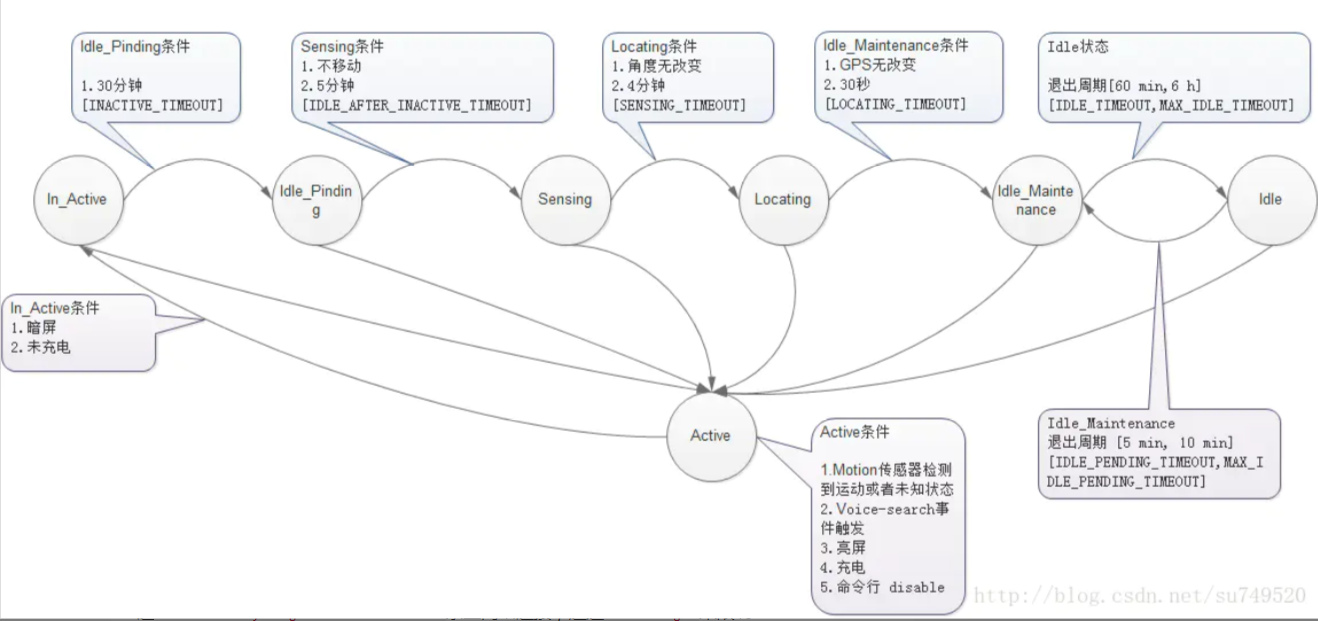 Idle_Pinding条件
1.30分钟
[INACTIVE_TIMEOUT]
Sensing条件
1.不移动
2.5分钟
[IDLE_AFTER_INACTIVE_TIMEOUT]
Locating条件
1.角度无改变
2.4分钟
[SENSING_TIMEOUT]
Idle_Maintenance条件
1.GPS无改变
2.30秒
[LOCATING_TIMEOUT]
Idle状态
退出周期[60 min,6 h]
[IDLE_TIMEOUT,MAX_IDLE_TIMEOUT]
In_Active
Idle_Pindin
g
Sensing
Locating
Idle_Mainte
nance
Idle
In_Active条件
1.暗屏
2.未充电
Active
Active条件
1.Motion传感器检测
到运动或者未知状态
2.Voice-search事
件触发
3.亮屏
4.充电
5.命令行 disable
Idle_Maintenance
退出周期 [5 min, 10 min]
[IDLE_PENDING_TIMEOUT,MAX_I
DLE_PENDING_TIMEOUT]
http://blog.csdn.net/su749520